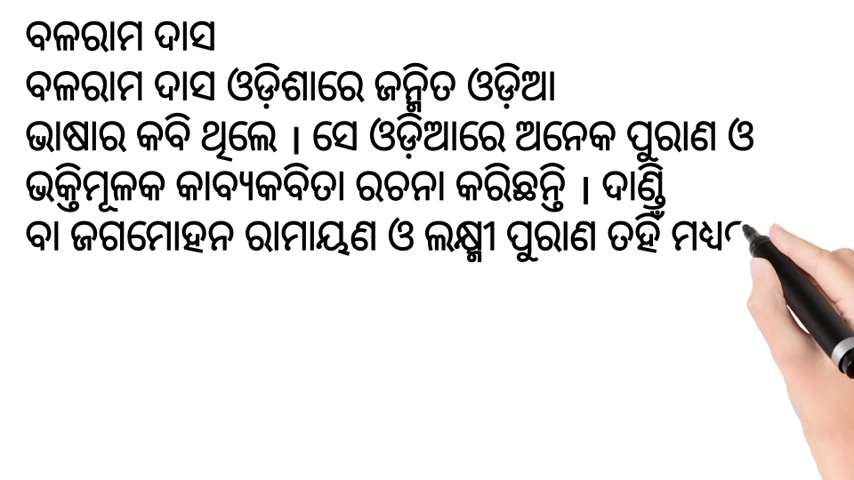 ବଳରାମ ଦାସ
ବଳରାମ ଦାସ ଓଡ଼ିଶାରେ ଜନ୍ମିତ ଓଡ଼ିଆ
ଭାଷାର କବି ଥିଲେ । ସେ ଓଡ଼ିଆରେ ଅନେକ ପୁରାଣ ଓ
ଭକ୍ତିମୂଳକ କାବ୍ୟକବିତା ରଚନା କରିଛନ୍ତି । ଦାଣ୍ଡି
ବା ଜଗମୋହନ ରାମାୟଣ ଓ ଲକ୍ଷ୍ମୀ ପୁରାଣ ତହିଁ